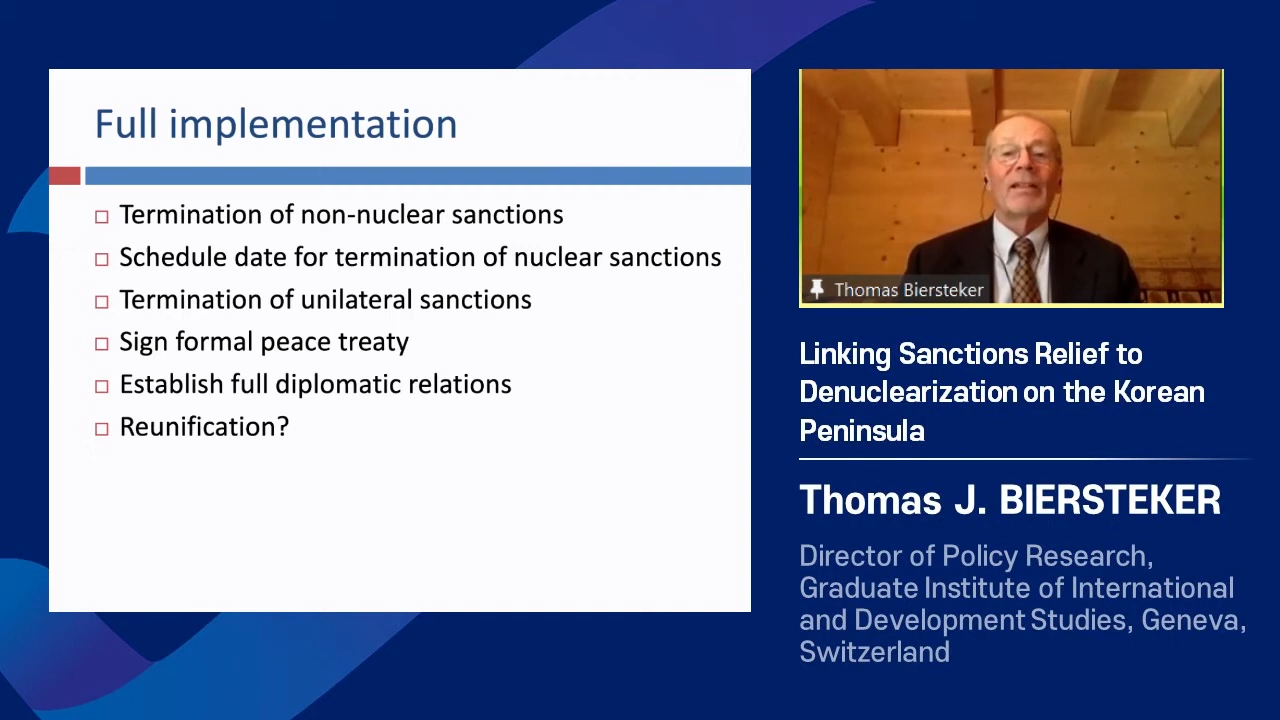 Full implementation
Termination of non-nuclear sanctions
Schedule date for termination of nuclear sanctions
Termination of unilateral sanctions
Sign formal peace treaty
Establish full diplomatic relations
Reunification?
Thomas Biersteker
Linking Sanctions Relief to
Denuclearization on the Korean
Peninsula
Thomas J. BIERSTEKER
Director of Policy Research,
Graduate Institute of International
and Development Studies, Geneva,
Switzerland